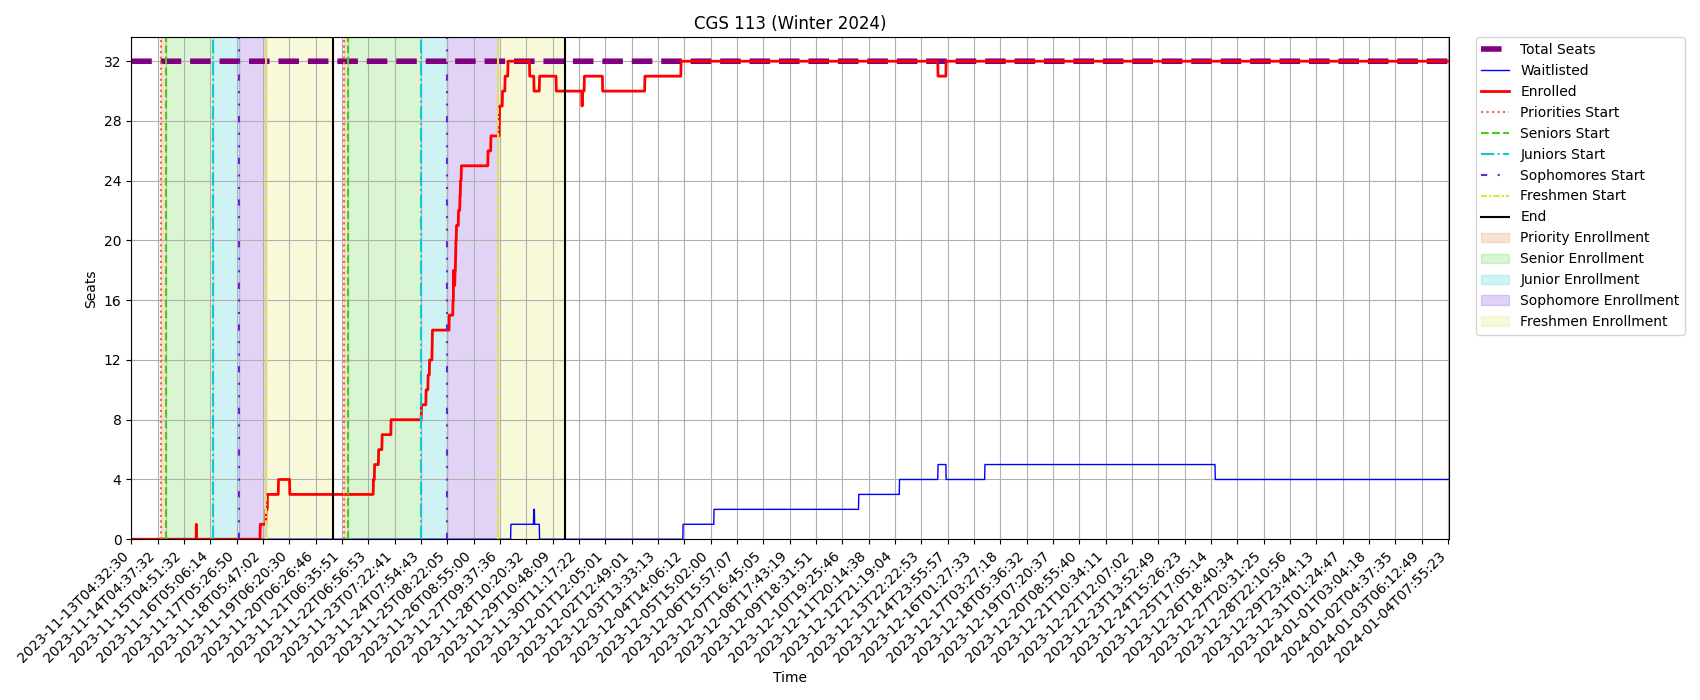 CGS 113 (Winter 2024)
32
28
24
20
16
12
8
4
0
Seats
2023-11-13T04:32:30
2023-11-14T04:37:32
2023-11-15T04:51:32
2023-11-16T05:06:14
2023-11-17T05:26:50
2023-11-18T05:47:02
2023-11-19T06:20:30
2023-11-20T06:26:46
2023-11-21T06:35:51
2023-11-22T06:56:53
2023-11-23T07:22:41
2023-11-24T07:54:43
2023-11-25T08:22:05
2023-11-26T08:55:00
2023-11-27T09:37:36
2023-11-28T10:20:32
2023-11-29T10:48:09
2023-11-30T11:17:22
2023-12-01T12:05:01
2023-12-02T12:49:01
2023-12-03T13:33:13
2023-12-04T14:06:12
2023-12-05T15:02:00
2023-12-06T15:57:07
2023-12-07T16:45:05
2023-12-08T17:43:19
2023-12-09T18:31:51
2023-12-10T19:25:46
2023-12-11T20:14:38
2023-12-12T21:19:04
2023-12-13T22:22:53
2023-12-14T23:55:57
2023-12-16T01:27:33
2023-12-17T03:27:18
2023-12-18T05:36:32
2023-12-19T07:20:37
2023-12-20T08:55:40
2023-12-21T10:34:11
2023-12-22T12:07:02
2023-12-23T13:52:49
2023-12-24T15:26:23
2023-12-25T17:05:14
2023-12-26T18:40:34
2023-12-27T20:31:25
2023-12-28T22:10:56
2023-12-29T23:44:13
2023-12-31T01:24:47
2024-01-01T03:04:18
2024-01-02T04:37:35
2024-01-03T06:12:49
2024-01-04T07:55:23
Time
Total Seats
Waitlisted
Enrolled
Priorities Start
Seniors Start
Juniors Start
Sophomores Start
Freshmen Start
End
Priority Enrollment
Senior Enrollment
Junior Enrollment
Sophomore Enrollment
Freshmen Enrollment